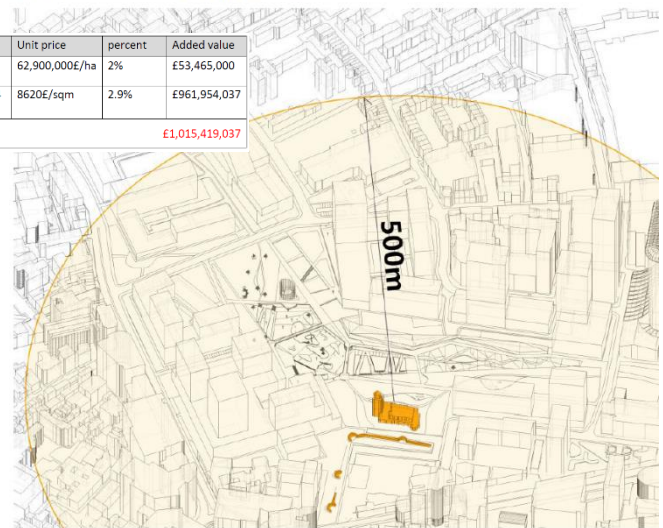 Unit price percent Added value
62,900,000£/ha 2% £53,465,000
8620£/sqm 2.9% £961,954,037
£1,015,419,037
500m